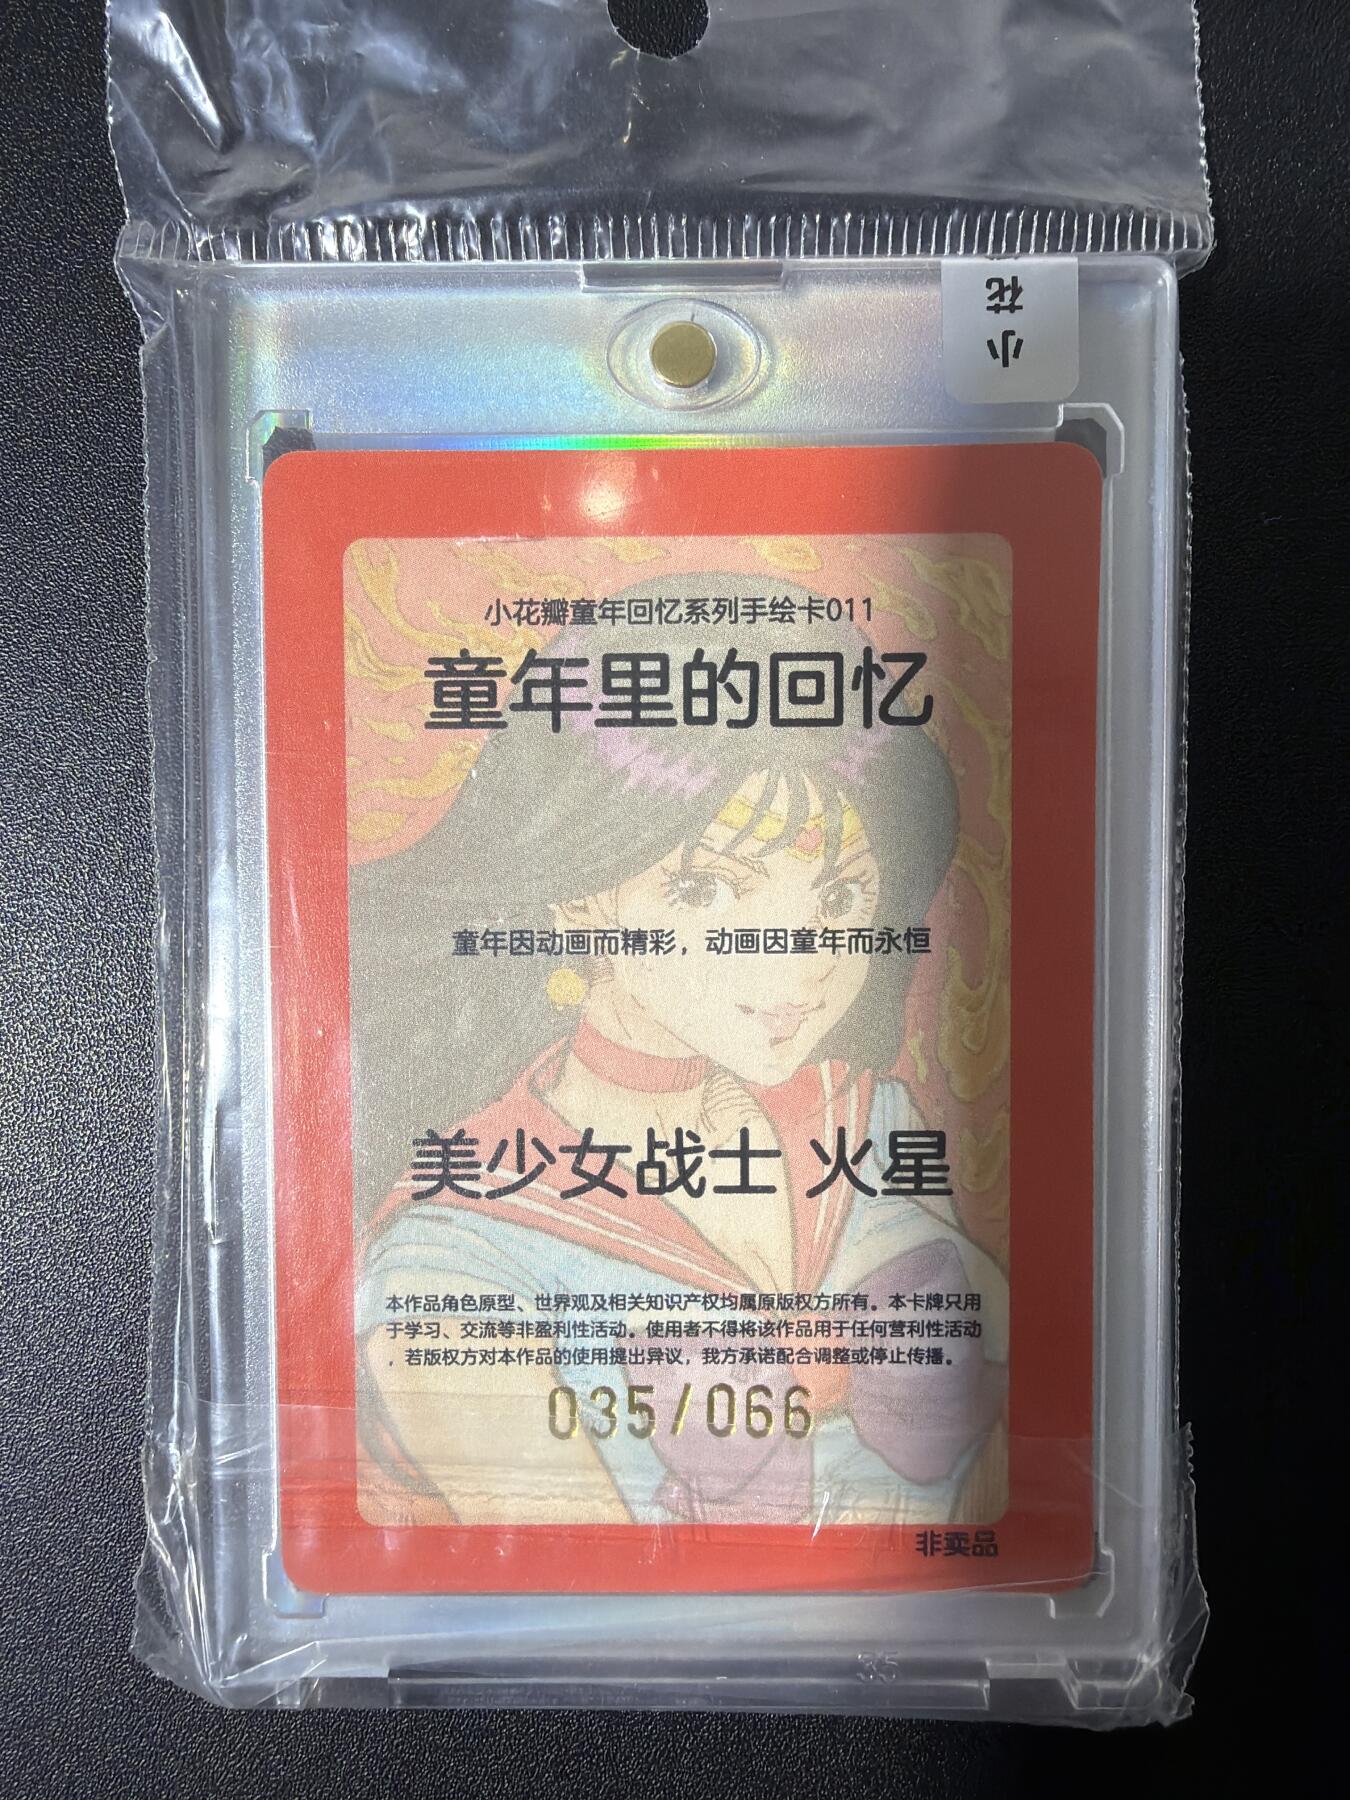 小花
小花瓣童年回忆系列手绘卡011
童年里的回忆
童年因动画而精彩，动画因童年而永恒
美少女战士 火星
本作品角色原型、世界观及相关知识产权均属原版权方所有。本卡牌只用
于学习、交流等非盈利性活动。使用者不得将该作品用于任何营利性活动
，若版权方对本作品的使用提出异议，我方承诺配合调整或停止传播。
035/066
非卖品
35